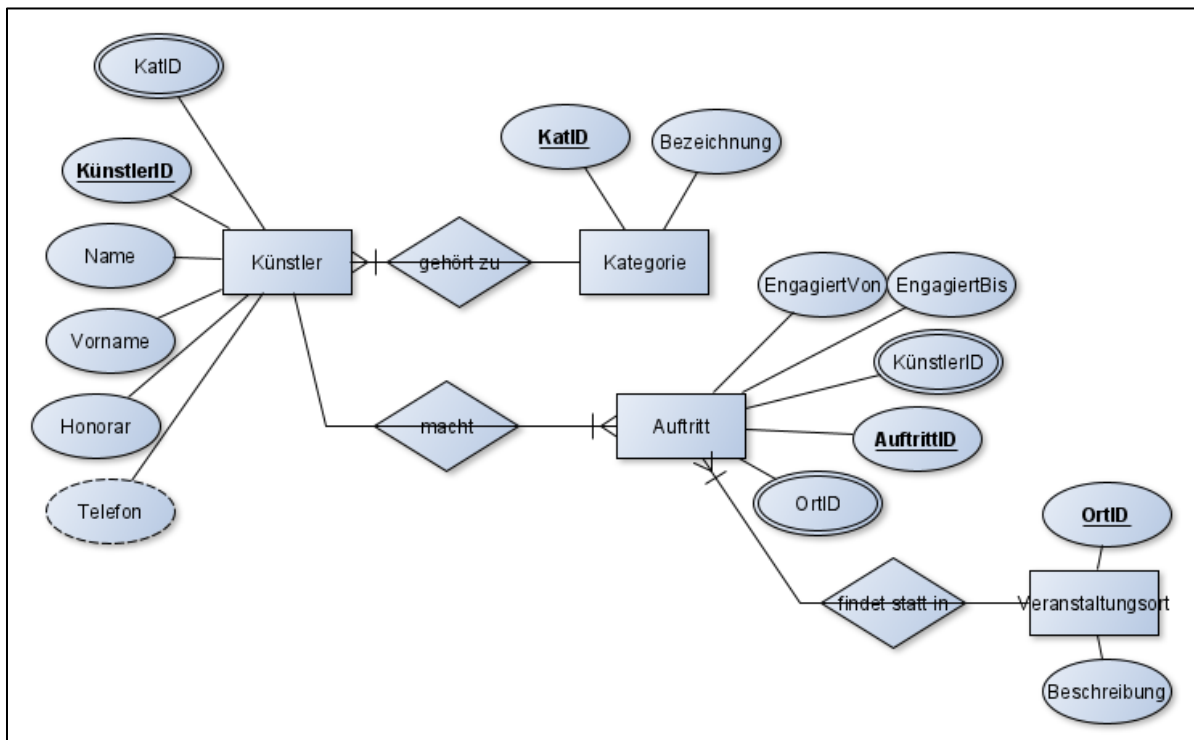 KatID
KünstlerID
Name
Vorname
Honorar
Telefon
Künstler
gehört zu
KatID
Bezeichnung
Kategorie
macht
EngagiertVon
EngagiertBis
KünstlerID
AuftrittID
OrtID
Auftritt
findet statt in
OrtID
Veranstaltungsort
Beschreibung